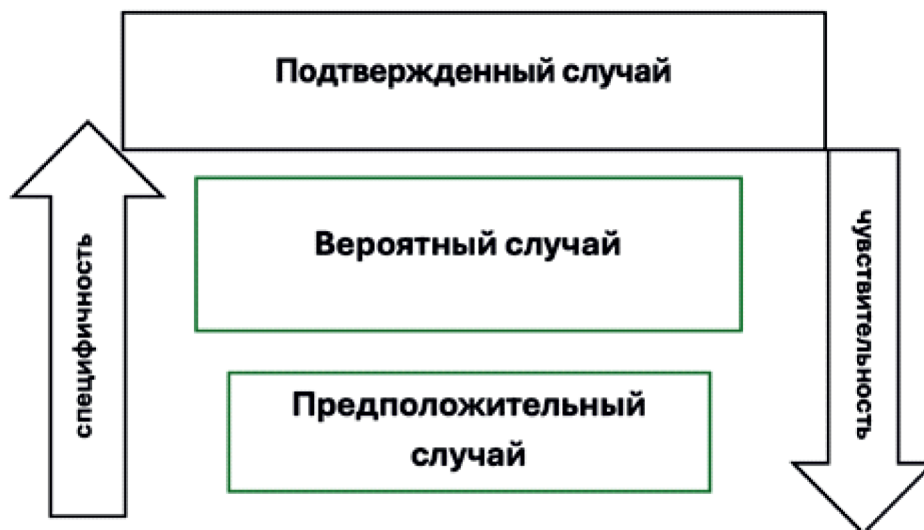 Подтвержденный случай
специфичность
чувствительность
Вероятный случай
Предположительный
случай